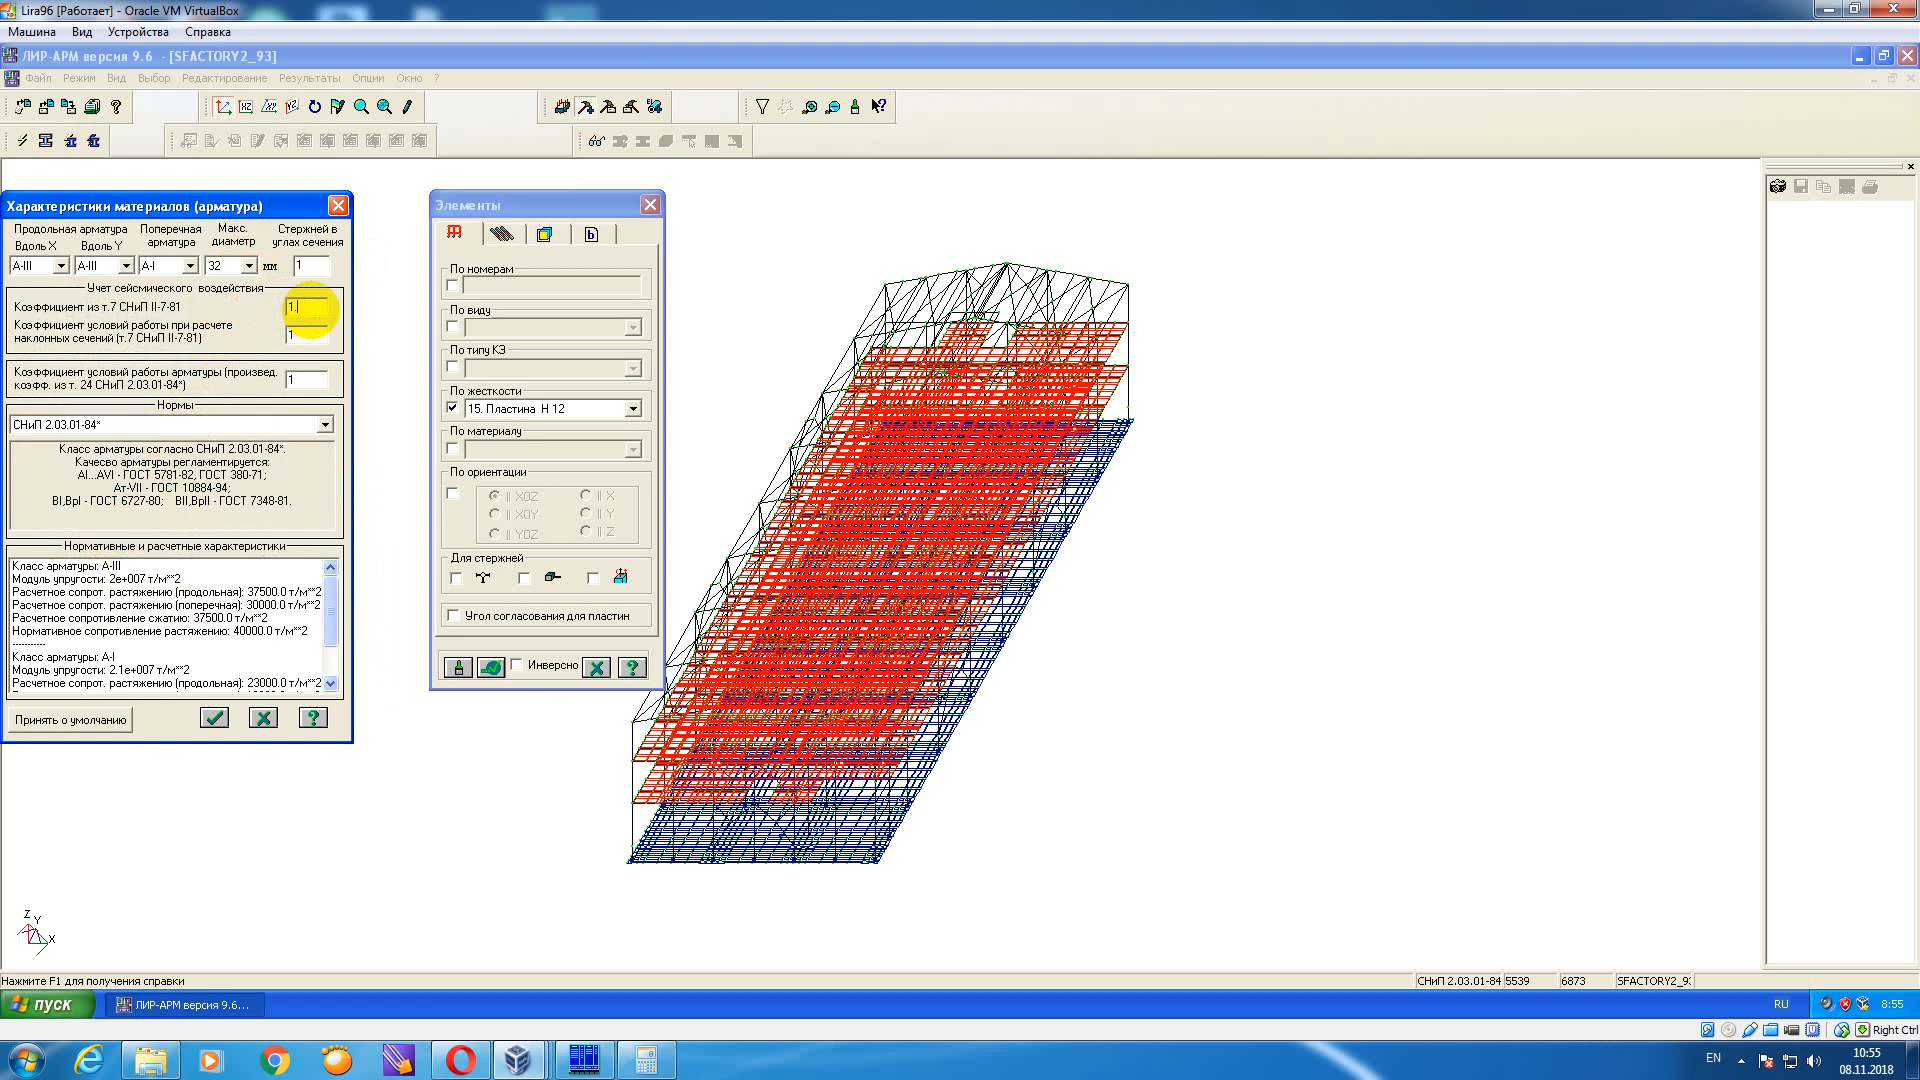 Lira96 [Работает] - Oracle VM VirtualBox
Машина Вид Устройства Справка
ЛИР-АРМ версия 9.6 - [SFACTORY2_93]
Файл Режим Вид Выбор Редактирование Результаты Опции Окно ?
Характеристики материалов (арматура)
Продольная арматура
Вдоль X Вдоль Y
Поперечная арматура
Макс. диаметр
Стержней в углах сечения
A-III A-III A-I 32 мм 1
Учет сейсмического воздействия
Коэффициент из т.7 СНиП II-7-81 1.
Коэффициент условий работы при расчете
наклонных сечений (т.7 СНиП II-7-81) 1
Коэффициент условий работы арматуры (произвед.
коэфф. из т. 24 СНиП 2.03.01-84*) 1
Нормы
СНиП 2.03.01-84*
Класс арматуры согласно СНиП 2.03.01-84*.
Качесво арматуры регламентируется:
AI...AVI - ГОСТ 5781-82, ГОСТ 380-71;
Ат-VII - ГОСТ 10884-94;
BI,BpI - ГОСТ 6727-80; BII,BpII - ГОСТ 7348-81.
Нормативные и расчетные характеристики
Класс арматуры: A-III
Модуль упругости: 2e+007 т/м**2
Расчетное сопрот. растяжению (продольная): 37500.0 т/м**2
Расчетное сопрот. растяжению (поперечная): 30000.0 т/м**2
Расчетное сопротивление сжатию: 37500.0 т/м**2
Нормативное сопротивление растяжению: 40000.0 т/м**2
-----------
Класс арматуры: A-I
Модуль упругости: 2.1e+007 т/м**2
Расчетное сопрот. растяжению (продольная): 23000.0 т/м**2
Принять о умолчанию ?
Элементы
b
По номерам
По виду
По типу КЭ
По жесткости
15. Пластина H 12
По материалу
По ориентации
|| XOZ || X
|| XOY || Y
|| YOZ || Z
Для стержней
Угол согласования для пластин
Инверсно ?
Z
Y
X
Нажмите F1 для получения справки
СНиП 2.03.01-84 5539 6873 SFACTORY2_9
пуск ЛИР-АРМ версия 9.6... RU 8:55
Right Ctrl
EN 10:55
08.11.2018